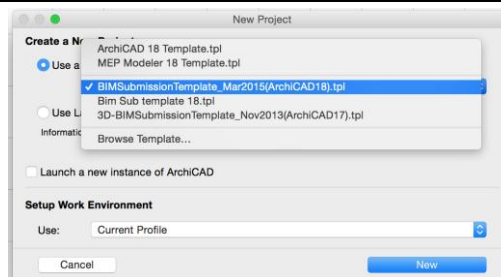 New Project
Create a N
ArchiCAD 18 Template.tpl
Use a
MEP Modeler 18 Template.tpl
✓ BIMSubmissionTemplate_Mar2015(ArchiCAD18).tpl
Bim Sub template 18.tpl
Use L
3D-BIMSubmissionTemplate_Nov2013(ArchiCAD17).tpl
Informatic
Browse Template...
Launch a new instance of ArchiCAD
Setup Work Environment
Use: Current Profile
Cancel New